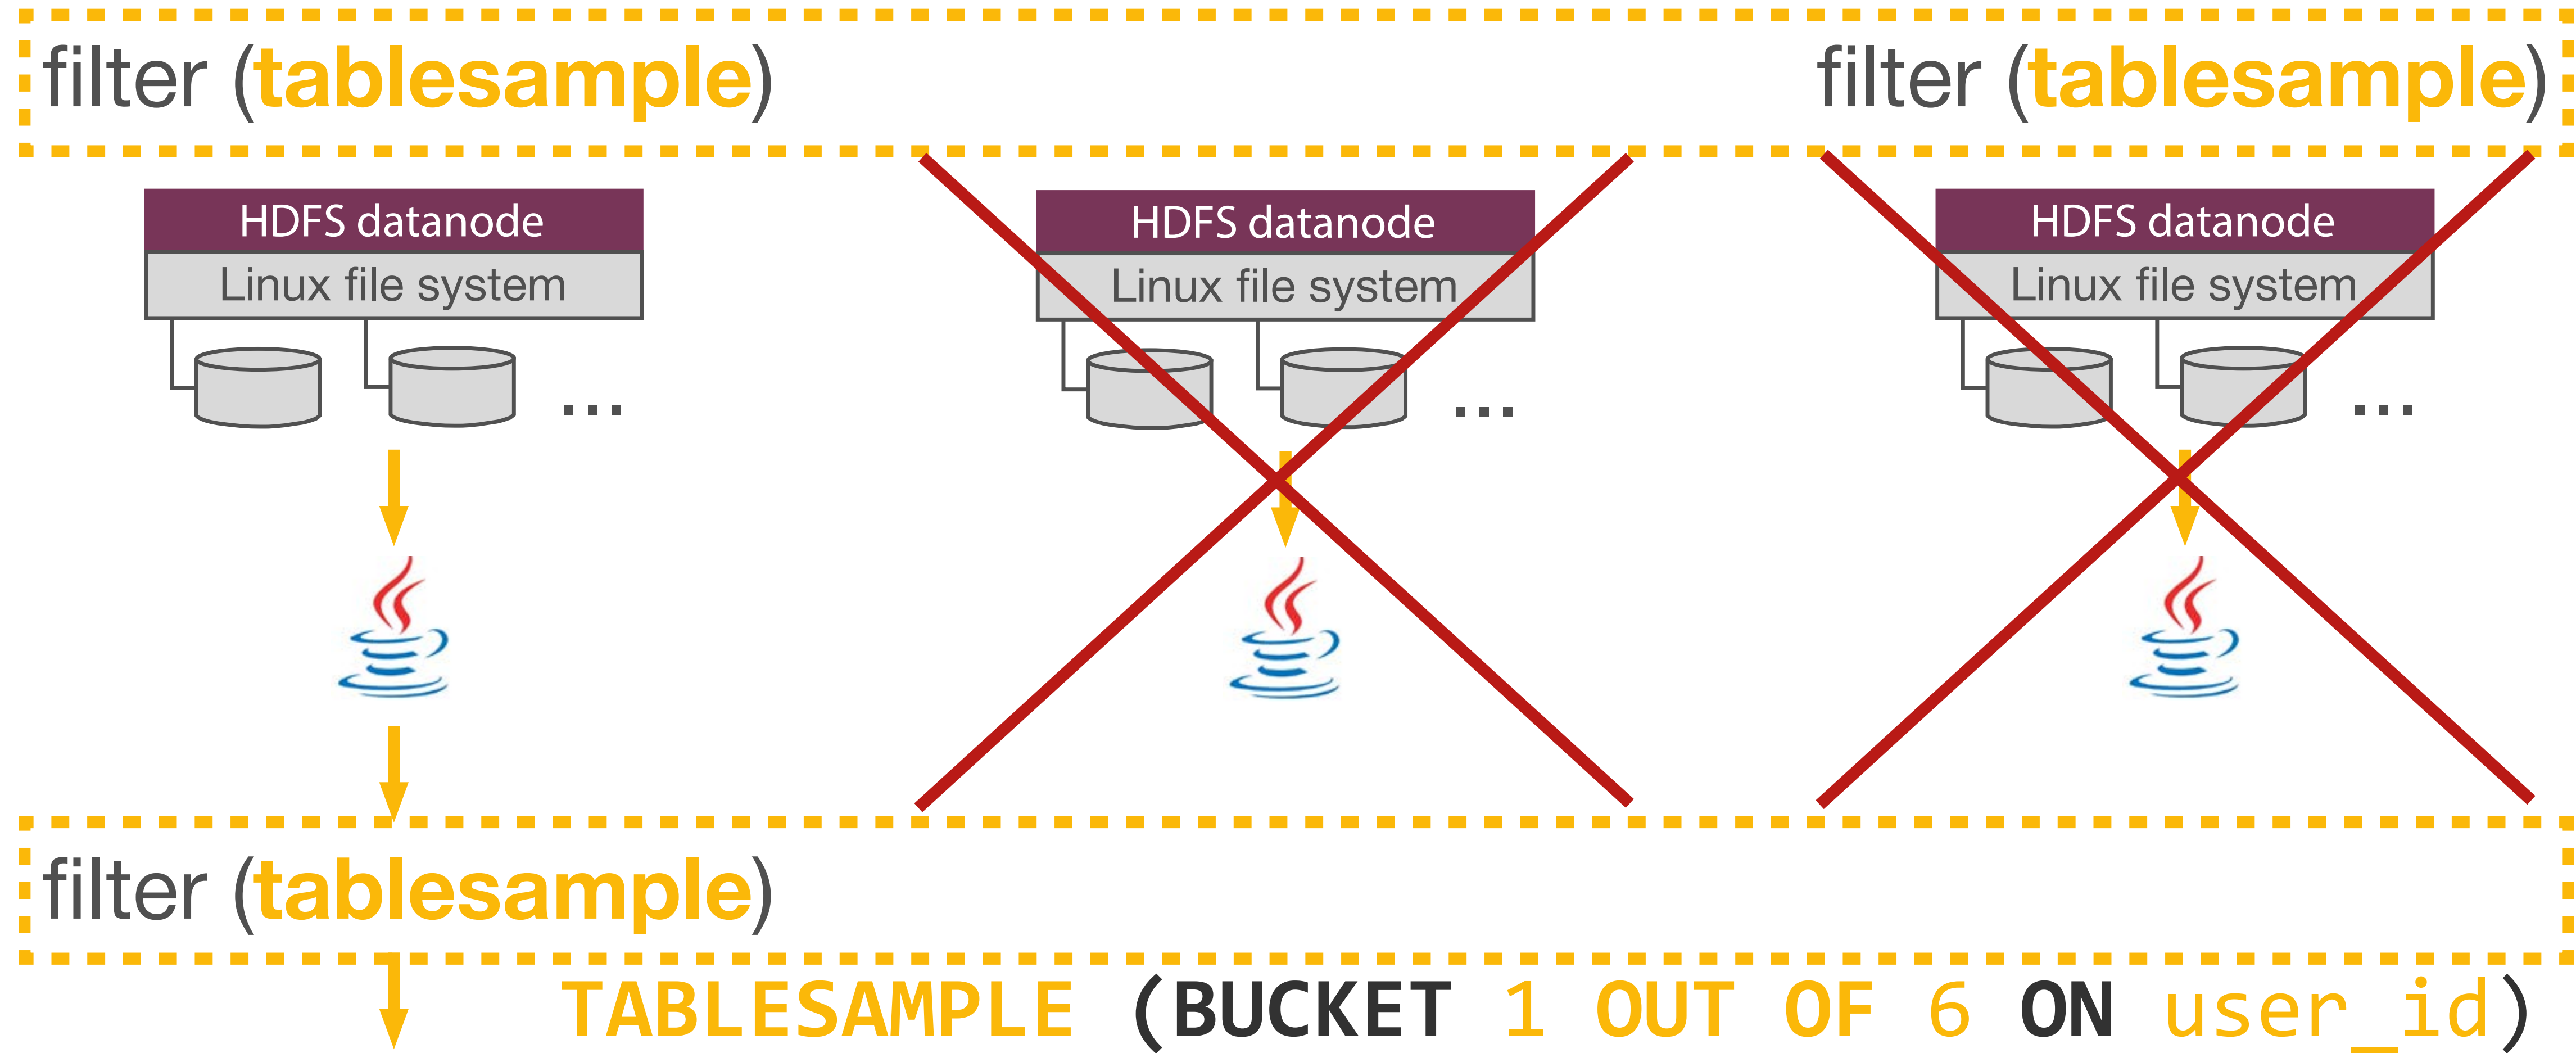 filter (tablesample) filter (tablesample)
HDFS datanode HDFS datanode HDFS datanode
Linux file system Linux file system Linux file system
... ... ...
filter (tablesample)
TABLESAMPLE (BUCKET 1 OUT OF 6 ON user_id)